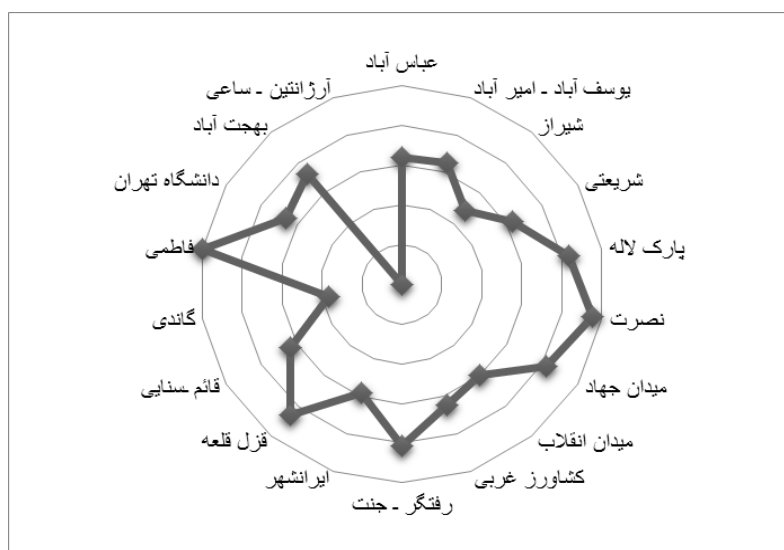 عباس آباد
یوسف آباد ـ امیر آباد
شیراز
شریعتی
پارک لاله
نصرت
میدان جهاد
میدان انقلاب
کشاورز غربی
رفتگر ـ جنت
ایرانشهر
قزل قلعه
قائم ـسنایی
گاندی
فاطمی
دانشگاه تهران
بهجت آباد
آرژانتین ـ ساعی